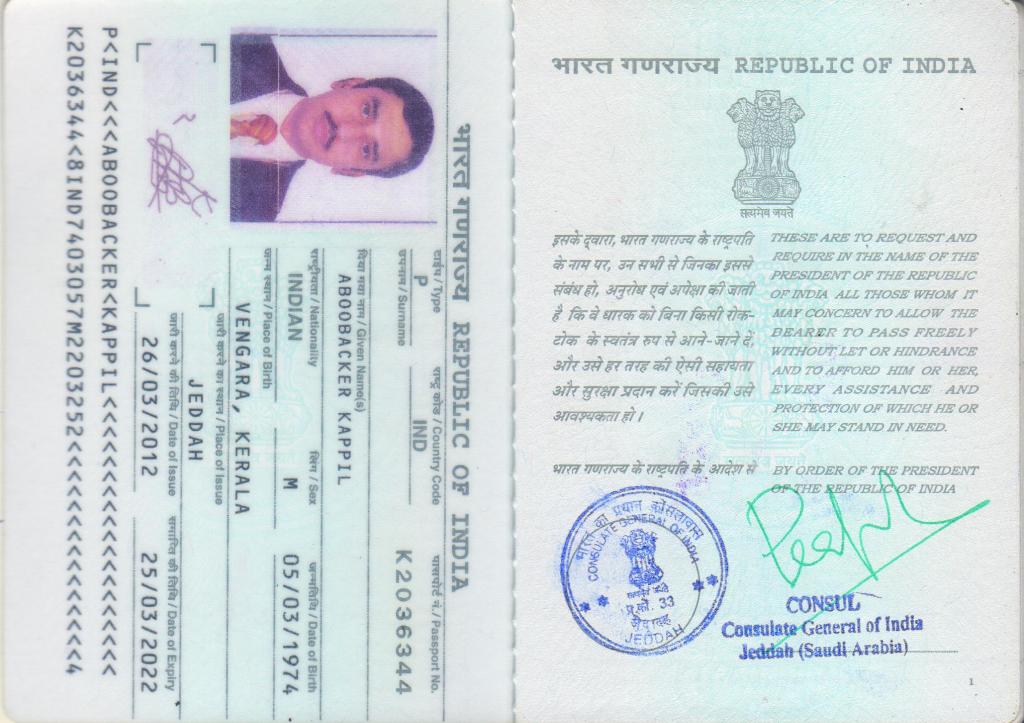 भारत गणराज्य REPUBLIC OF INDIA
टाईप / Type
P
राष्ट्र कोड / Country Code
IND
पासपोर्ट नं. / Passport No.
K2036344
उपनाम / Surname
दिया गया नाम / Given Name(s)
ABOOBACKER KAPPIL
राष्ट्रीयता / Nationality
INDIAN
लिंग / Sex
M
जन्मतिथि / Date of Birth
05/03/1974
जन्म स्थान / Place of Birth
VENGARA, KERALA
जारी करने का स्थान / Place of Issue
JEDDAH
जारी करने की तिथि / Date of Issue
26/03/2012
समाप्ति की तिथि / Date of Expiry
25/03/2022
P<IND<<<ABOOBACKER<KAPPIL<<<<<<<<<<<<<<<<<<<
K2036344<8IND7403057M2203252<<<<<<<<<<<<<<<4
भारत गणराज्य REPUBLIC OF INDIA
सत्यमेव जयते
इसके द्वारा, भारत गणराज्य के राष्ट्रपति
के नाम पर, उन सभी से जिनका इससे
संबंध हो, अनुरोध एवं अपेक्षा की जाती
है कि वे धारक को बिना किसी रोक-
टोक के स्वतंत्र रुप से आने-जाने दें,
और उसे हर तरह की ऐसी सहायता
और सुरक्षा प्रदान करें जिसकी उसे
आवश्यकता हो।
THESE ARE TO REQUEST AND
REQUIRE IN THE NAME OF THE
PRESIDENT OF THE REPUBLIC
OF INDIA ALL THOSE WHOM IT
MAY CONCERN TO ALLOW THE
BEARER TO PASS FREELY
WITHOUT LET OR HINDRANCE
AND TO AFFORD HIM OR HER,
EVERY ASSISTANCE AND
PROTECTION OF WHICH HE OR
SHE MAY STAND IN NEED.
भारत गणराज्य के राष्ट्रपति के आदेश से
BY ORDER OF THE PRESIDENT
OF THE REPUBLIC OF INDIA
भारत का प्रधान कोंसलावास
CONSULATE GENERAL OF INDIA
सत्यमेव जयते
प्र.कों. 33
जेद्दाह
JEDDAH
CONSUL
Consulate General of India
Jeddah (Saudi Arabia)
1